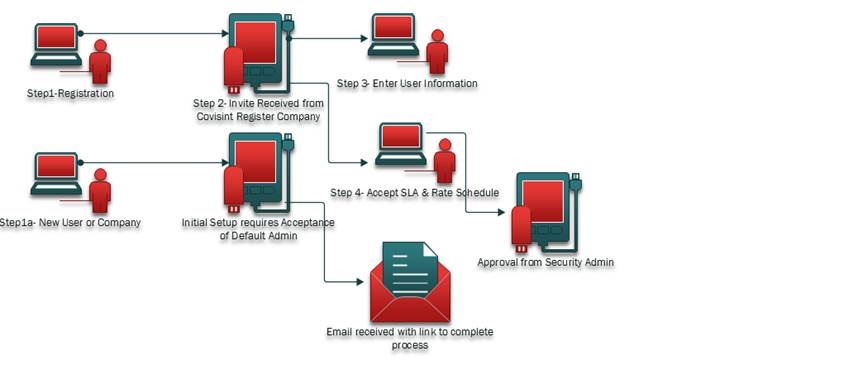 Step1-Registration
Step 2- Invite Received from
Covisint Register Company
Step 3- Enter User Information
Step1a- New User or Company
Initial Setup requires Acceptance
of Default Admin
Step 4- Accept SLA & Rate Schedule
Approval from Security Admin
Email received with link to complete
process